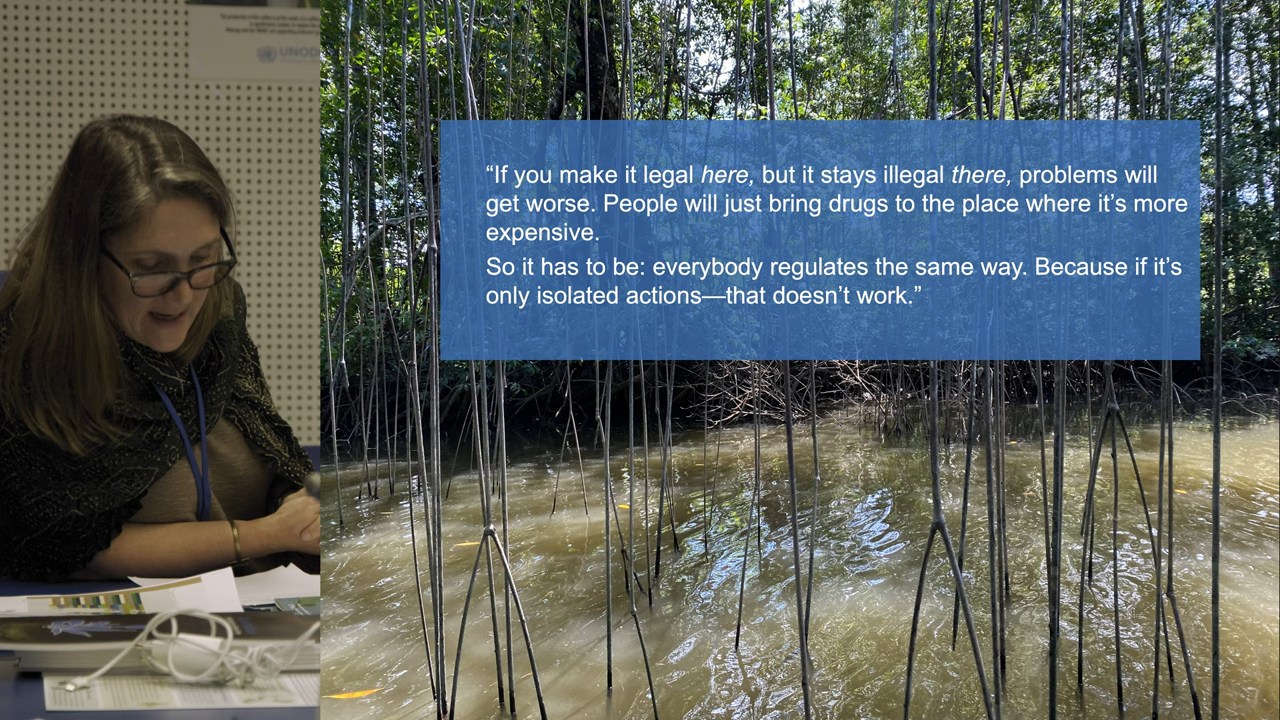 UNOD
“If you make it legal here, but it stays illegal there, problems will
get worse. People will just bring drugs to the place where it’s more
expensive.
So it has to be: everybody regulates the same way. Because if it’s
only isolated actions—that doesn’t work.”